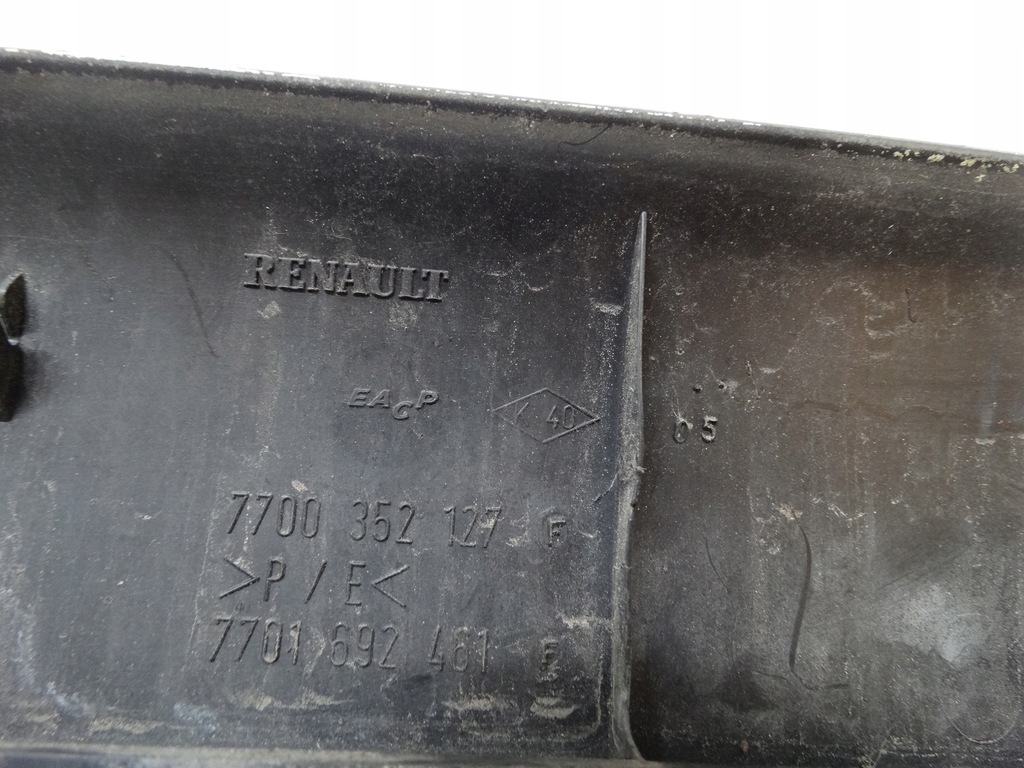 RENAULT
EACP
K 40
05
7700 352 127 F
>P / E<
7701 692 461 F